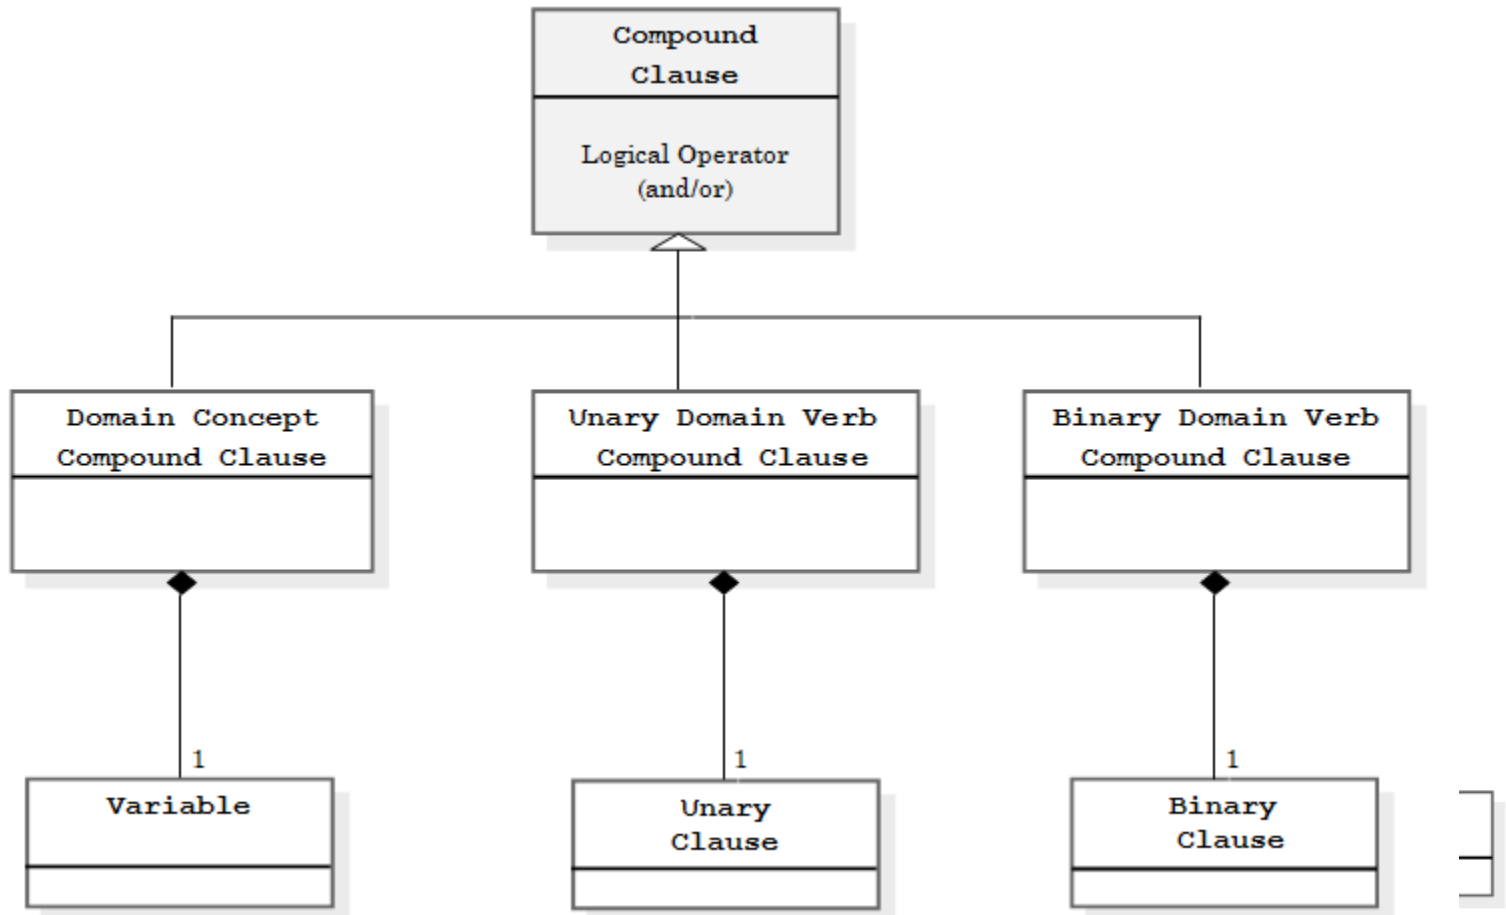 Compound
Clause
Logical Operator
(and/or)
Domain Concept
Compound Clause
Unary Domain Verb
Compound Clause
Binary Domain Verb
Compound Clause
1
1
1
Variable
Unary
Clause
Binary
Clause